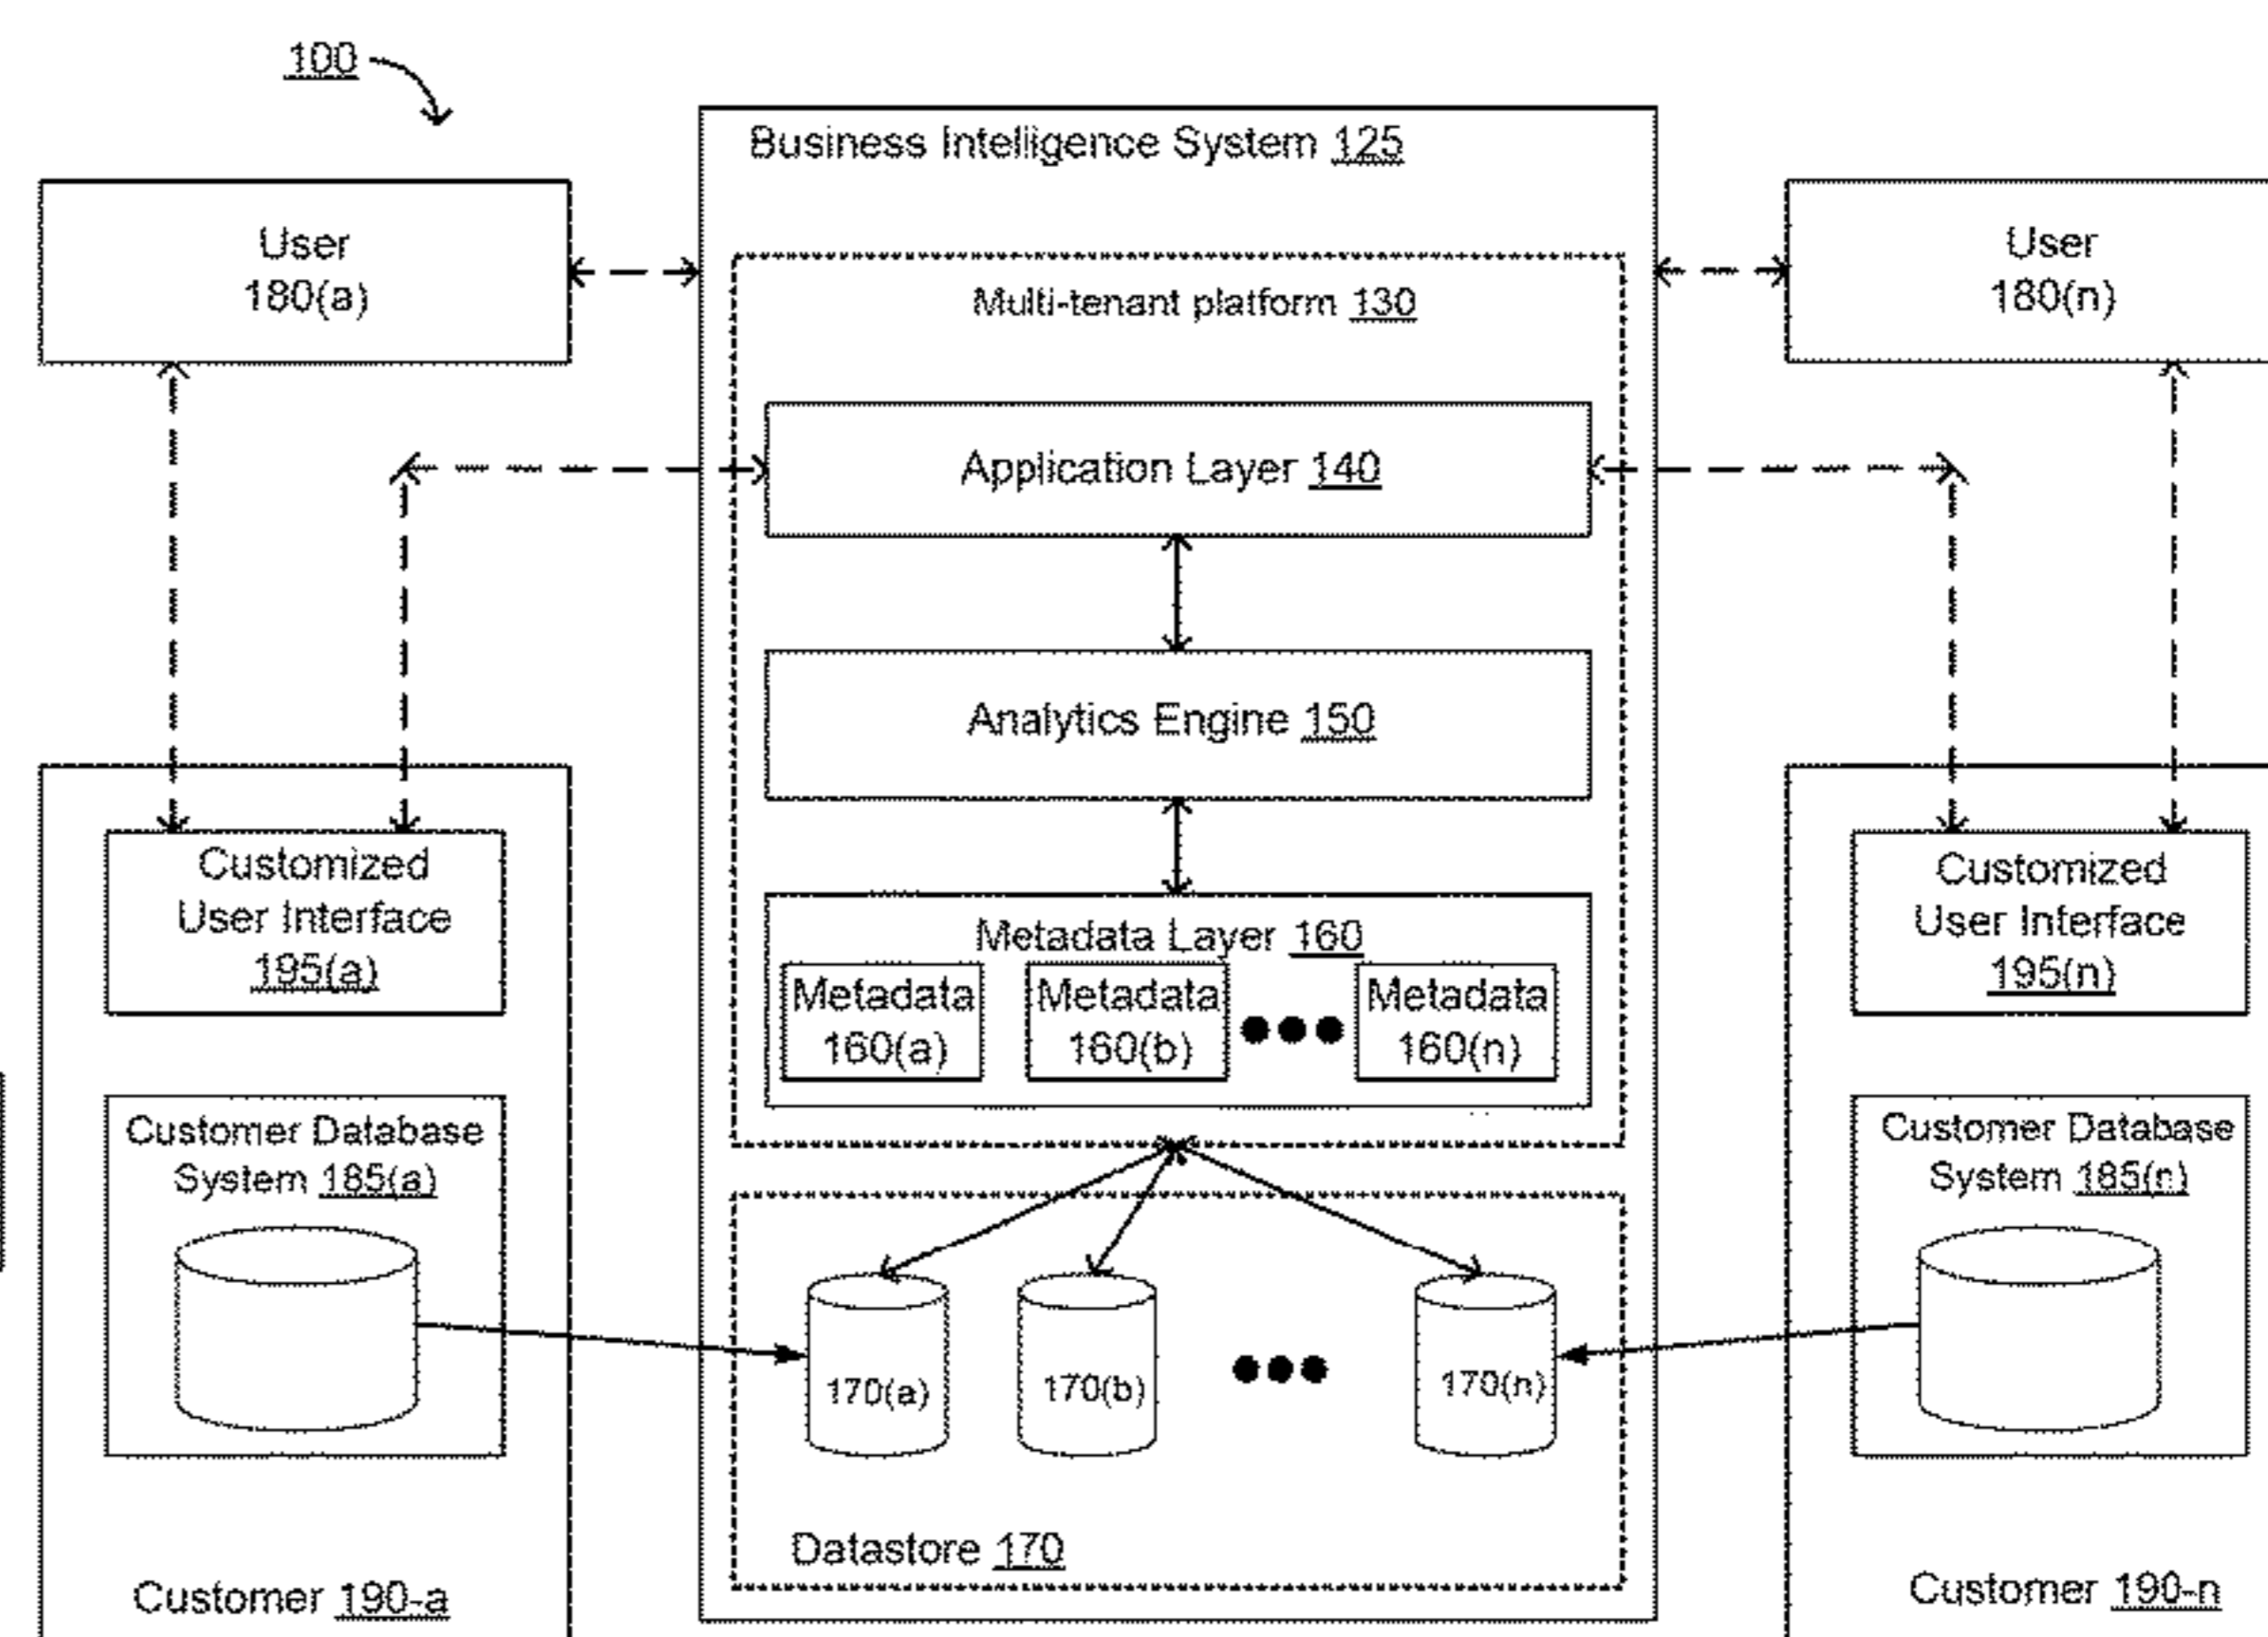 100
Business Intelligence System 125
User
180(a)
User
180(n)
Multi-tenant platform 130
Application Layer 140
Analytics Engine 150
Customized
User Interface
195(a)
Customized
User Interface
195(n)
Metadata Layer 160
Metadata
160(a)
Metadata
160(b)
Metadata
160(n)
Customer Database
System 185(a)
Customer Database
System 185(n)
170(a)
170(b)
170(n)
Datastore 170
Customer 190-a
Customer 190-n